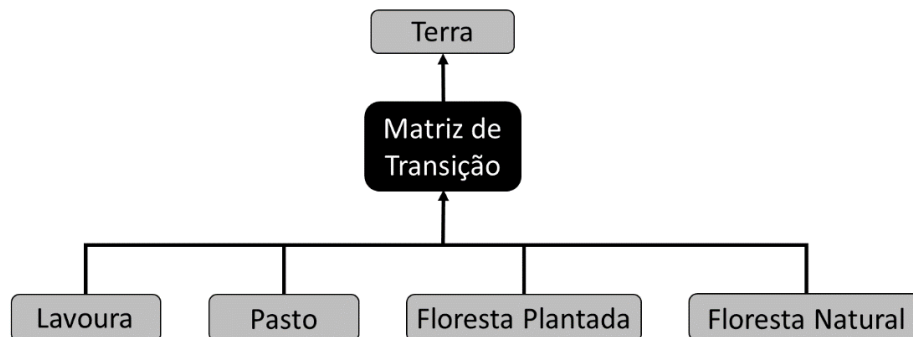 Terra
Matriz de
Transição
Lavoura
Pasto
Floresta Plantada
Floresta Natural